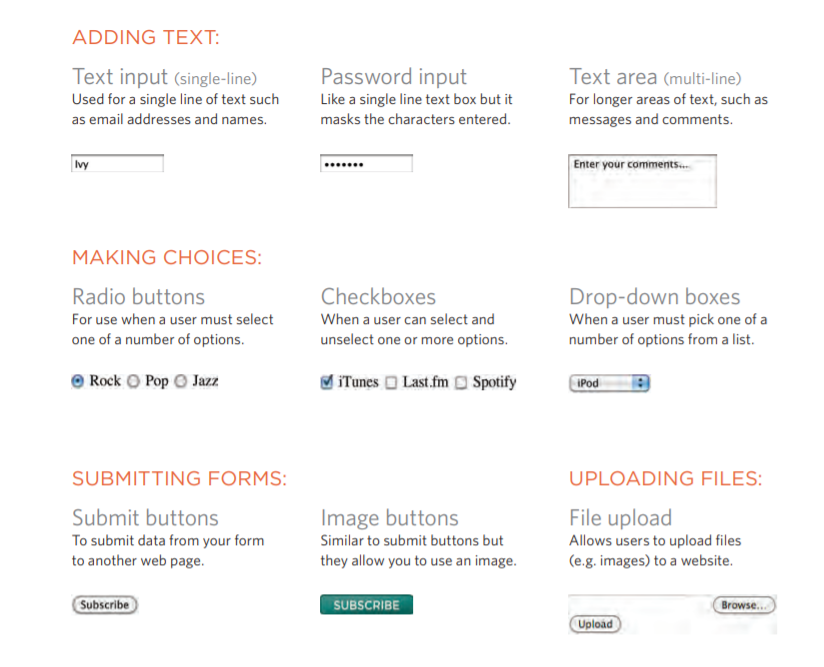 ADDING TEXT:
Text input (single-line)
Used for a single line of text such
as email addresses and names.
Ivy
Password input
Like a single line text box but it
masks the characters entered.
•••••••
Text area (multi-line)
For longer areas of text, such as
messages and comments.
Enter your comments...
MAKING CHOICES:
Radio buttons
For use when a user must select
one of a number of options.
Rock Pop Jazz
Checkboxes
When a user can select and
unselect one or more options.
iTunes Last.fm Spotify
Drop-down boxes
When a user must pick one of a
number of options from a list.
iPod
SUBMITTING FORMS:
Submit buttons
To submit data from your form
to another web page.
Subscribe
Image buttons
Similar to submit buttons but
they allow you to use an image.
SUBSCRIBE
UPLOADING FILES:
File upload
Allows users to upload files
(e.g. images) to a website.
Browse...
Upload